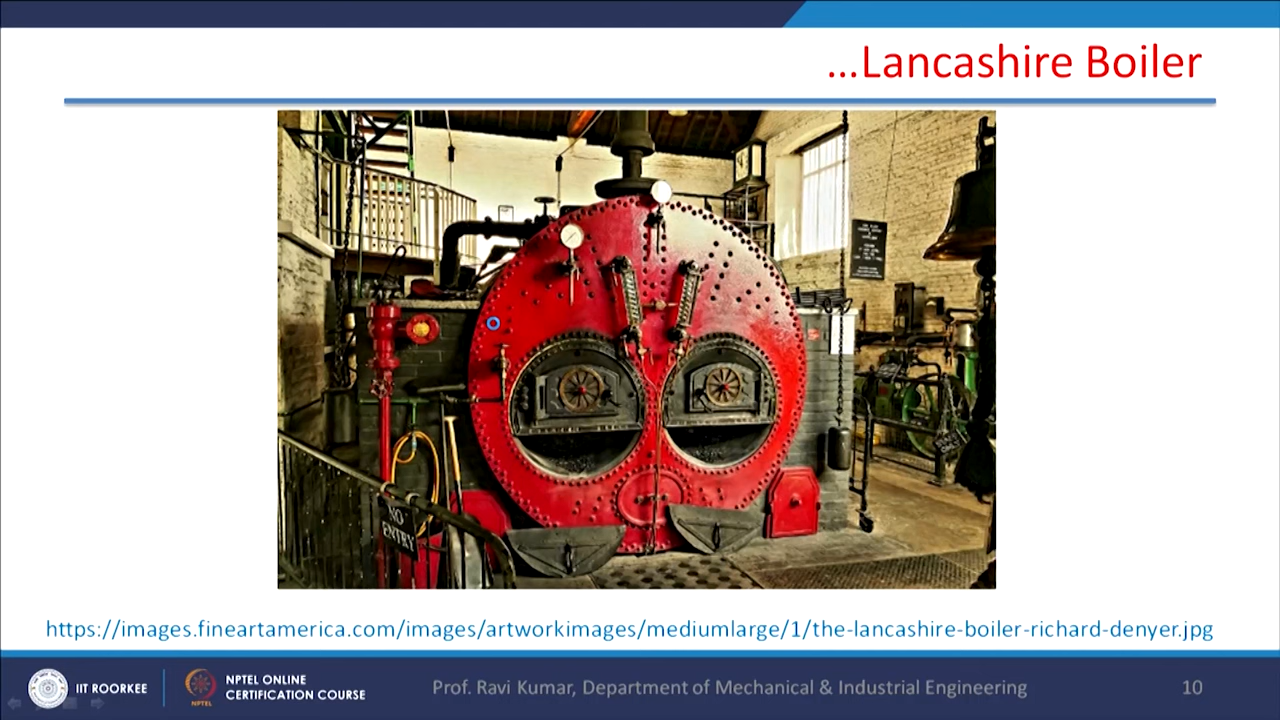 ...Lancashire Boiler
NO
ENTRY
https://images.fineartamerica.com/images/artworkimages/mediumlarge/1/the-lancashire-boiler-richard-denyer.jpg
IIT ROORKEE
NPTEL
NPTEL ONLINE
CERTIFICATION COURSE
Prof. Ravi Kumar, Department of Mechanical & Industrial Engineering
10